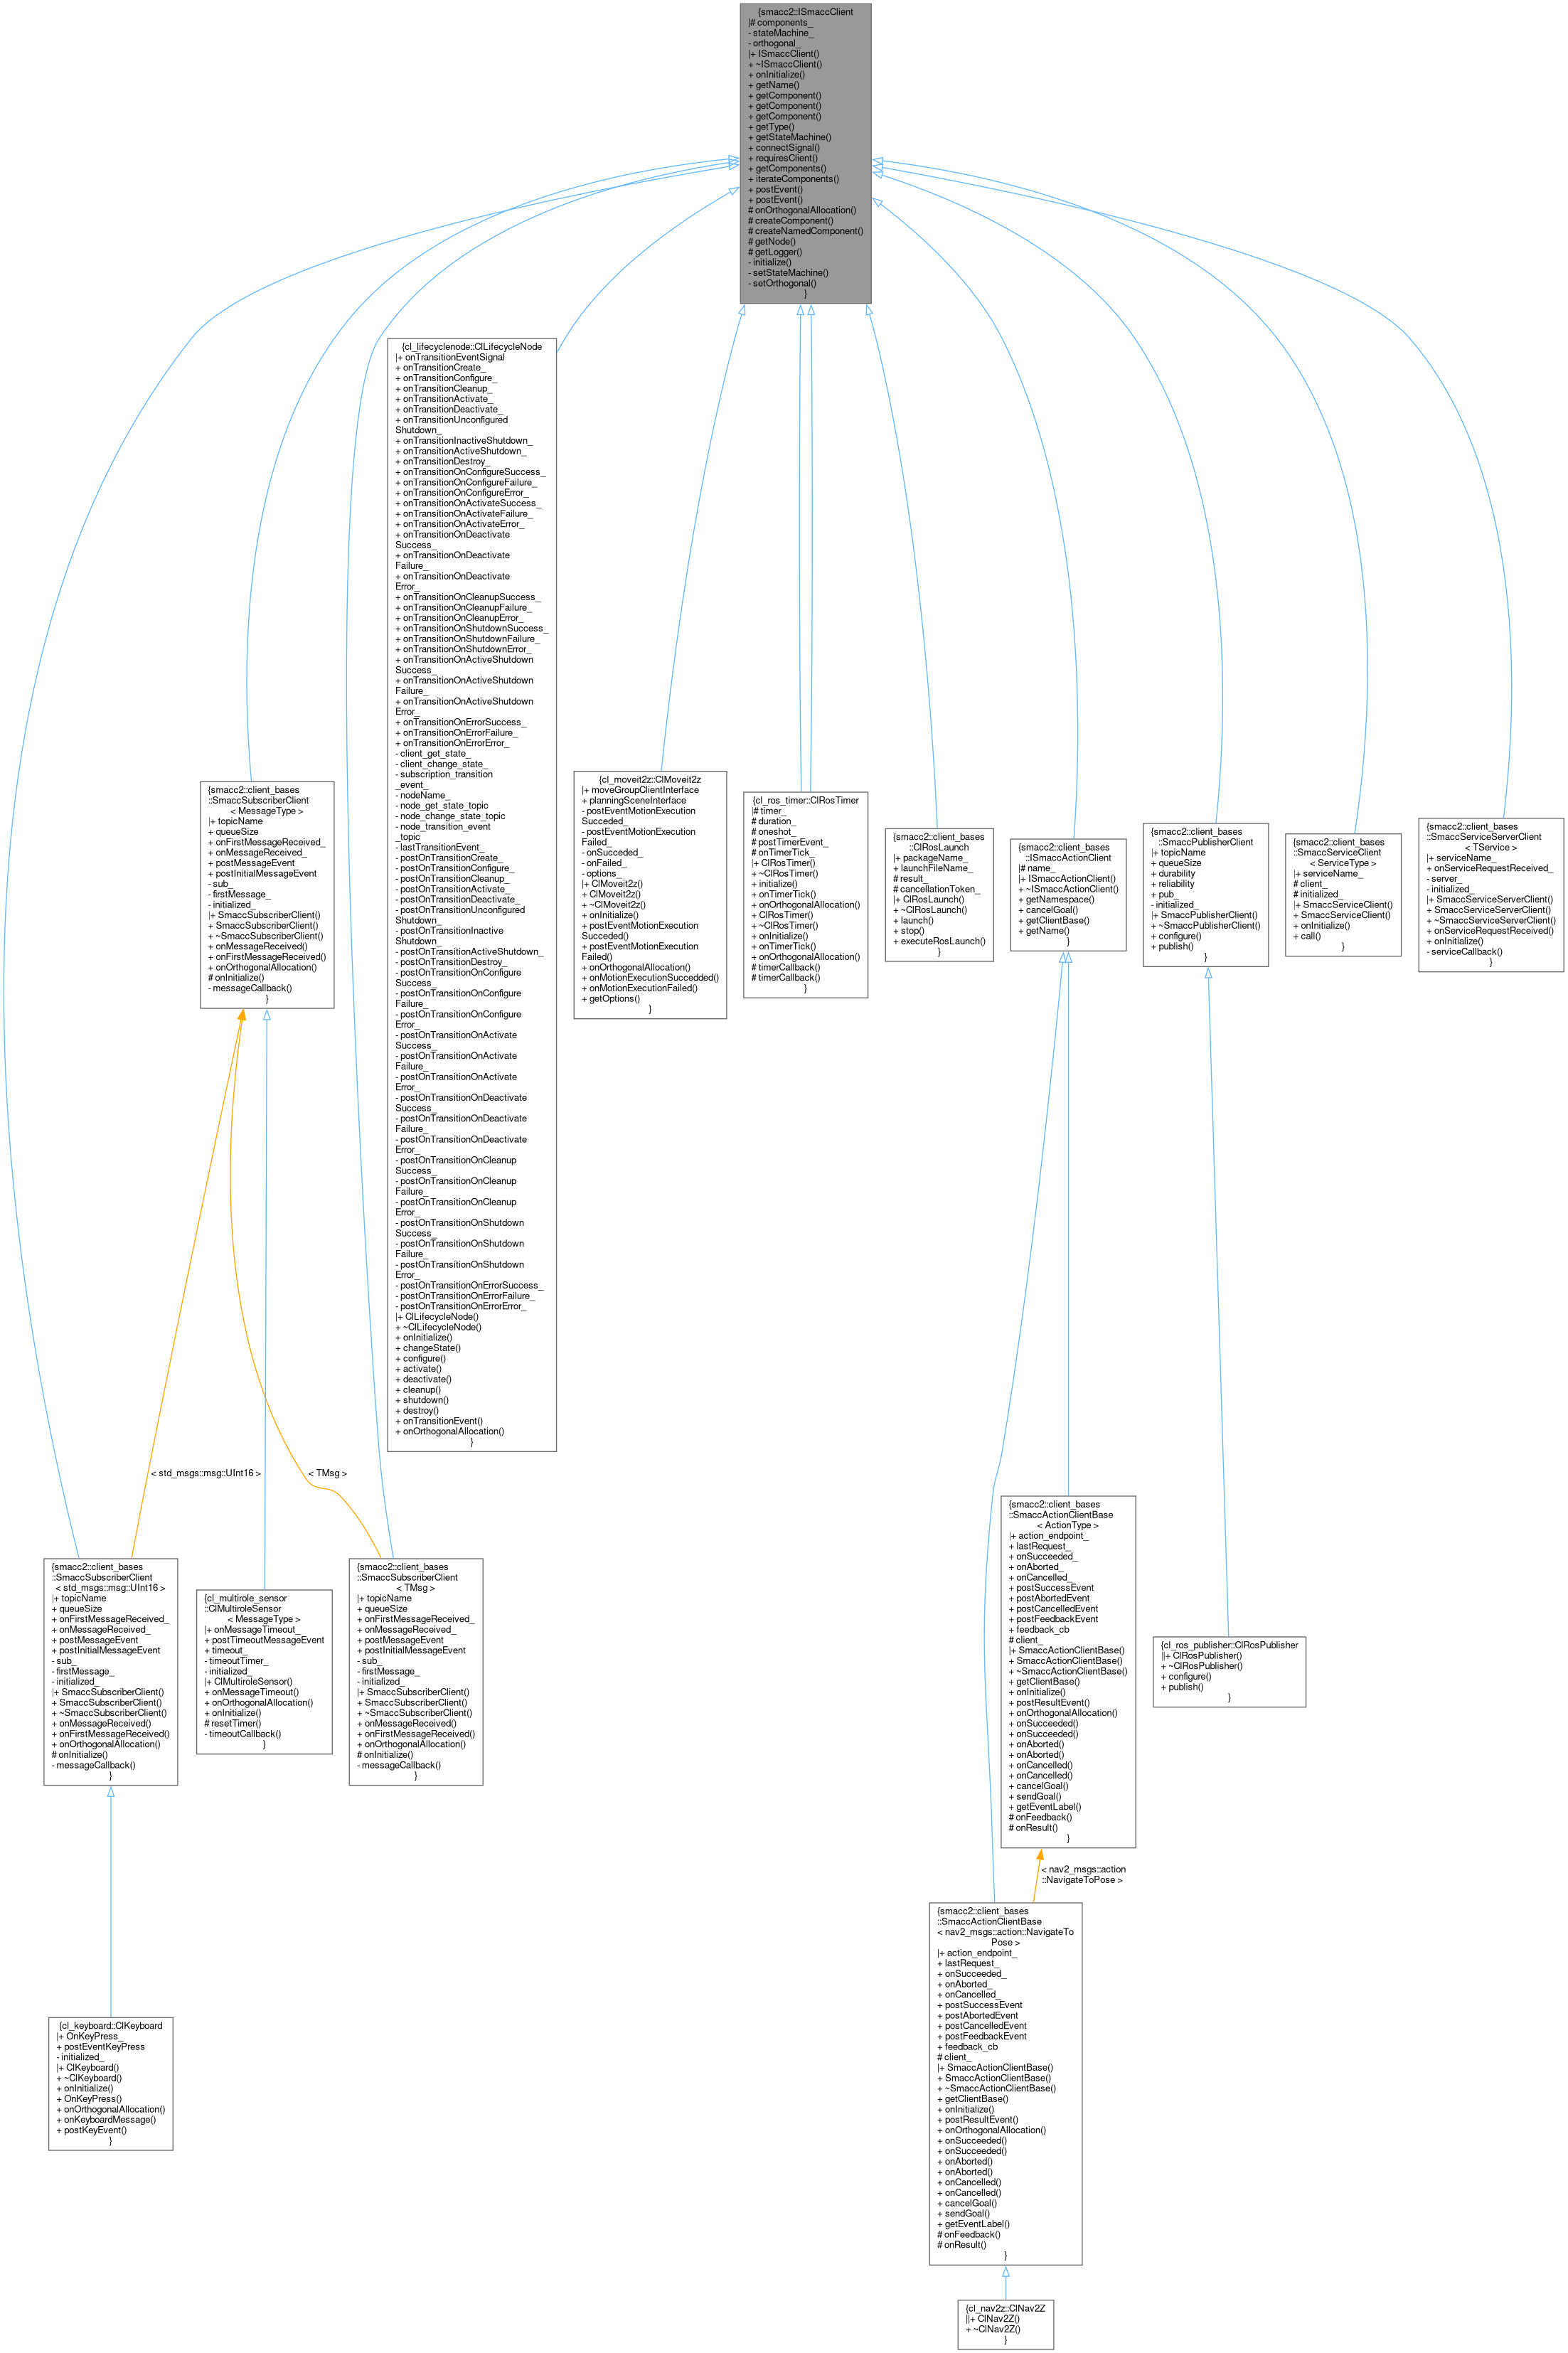 {smacc2::ISmaccClient
|# components_
- stateMachine_
- orthogonal_
|+ ISmaccClient()
+ ~ISmaccClient()
+ onInitialize()
+ getName()
+ getComponent()
+ getComponent()
+ getComponent()
+ getType()
+ getStateMachine()
+ connectSignal()
+ requiresClient()
+ getComponents()
+ iterateComponents()
+ postEvent()
+ postEvent()
# onOrthogonalAllocation()
# createComponent()
# createNamedComponent()
# getNode()
# getLogger()
- initialize()
- setStateMachine()
- setOrthogonal()
}
{cl_lifecyclenode::ClLifecycleNode
|+ onTransitionEventSignal
+ onTransitionCreate_
+ onTransitionConfigure_
+ onTransitionCleanup_
+ onTransitionActivate_
+ onTransitionDeactivate_
+ onTransitionUnconfigured
Shutdown_
+ onTransitionInactiveShutdown_
+ onTransitionActiveShutdown_
+ onTransitionDestroy_
+ onTransitionOnConfigureSuccess_
+ onTransitionOnConfigureFailure_
+ onTransitionOnConfigureError_
+ onTransitionOnActivateSuccess_
+ onTransitionOnActivateFailure_
+ onTransitionOnActivateError_
+ onTransitionOnDeactivate
Success_
+ onTransitionOnDeactivate
Failure_
+ onTransitionOnDeactivate
Error_
+ onTransitionOnCleanupSuccess_
+ onTransitionOnCleanupFailure_
+ onTransitionOnCleanupError_
+ onTransitionOnShutdownSuccess_
+ onTransitionOnShutdownFailure_
+ onTransitionOnShutdownError_
+ onTransitionOnActiveShutdown
Success_
+ onTransitionOnActiveShutdown
Failure_
+ onTransitionOnActiveShutdown
Error_
+ onTransitionOnErrorSuccess_
+ onTransitionOnErrorFailure_
+ onTransitionOnErrorError_
- client_get_state_
- client_change_state_
- subscription_transition
_event_
- nodeName_
- node_get_state_topic
- node_change_state_topic
- node_transition_event
_topic
- lastTransitionEvent_
- postOnTransitionCreate_
- postOnTransitionConfigure_
- postOnTransitionCleanup_
- postOnTransitionActivate_
- postOnTransitionDeactivate_
- postOnTransitionUnconfigured
Shutdown_
- postOnTransitionInactive
Shutdown_
- postOnTransitionActiveShutdown_
- postOnTransitionDestroy_
- postOnTransitionOnConfigure
Success_
- postOnTransitionOnConfigure
Failure_
- postOnTransitionOnConfigure
Error_
- postOnTransitionOnActivate
Success_
- postOnTransitionOnActivate
Failure_
- postOnTransitionOnActivate
Error_
- postOnTransitionOnDeactivate
Success_
- postOnTransitionOnDeactivate
Failure_
- postOnTransitionOnDeactivate
Error_
- postOnTransitionOnCleanup
Success_
- postOnTransitionOnCleanup
Failure_
- postOnTransitionOnCleanup
Error_
- postOnTransitionOnShutdown
Success_
- postOnTransitionOnShutdown
Failure_
- postOnTransitionOnShutdown
Error_
- postOnTransitionOnErrorSuccess_
- postOnTransitionOnErrorFailure_
- postOnTransitionOnErrorError_
|+ ClLifecycleNode()
+ ~ClLifecycleNode()
+ onInitialize()
+ changeState()
+ configure()
+ activate()
+ deactivate()
+ cleanup()
+ shutdown()
+ destroy()
+ onTransitionEvent()
+ onOrthogonalAllocation()
}
{smacc2::client_bases
::SmaccSubscriberClient
< MessageType >
|+ topicName
+ queueSize
+ onFirstMessageReceived_
+ onMessageReceived_
+ postMessageEvent
+ postInitialMessageEvent
- sub_
- firstMessage_
- initialized_
|+ SmaccSubscriberClient()
+ SmaccSubscriberClient()
+ ~SmaccSubscriberClient()
+ onMessageReceived()
+ onFirstMessageReceived()
+ onOrthogonalAllocation()
# onInitialize()
- messageCallback()
}
{cl_moveit2z::ClMoveit2z
|+ moveGroupClientInterface
+ planningSceneInterface
- postEventMotionExecution
Succeded_
- postEventMotionExecution
Failed_
- onSucceded_
- onFailed_
- options_
|+ ClMoveit2z()
+ ClMoveit2z()
+ ~ClMoveit2z()
+ onInitialize()
+ postEventMotionExecution
Succeded()
+ postEventMotionExecution
Failed()
+ onOrthogonalAllocation()
+ onMotionExecutionSuccedded()
+ onMotionExecutionFailed()
+ getOptions()
}
{cl_ros_timer::ClRosTimer
|# timer_
# duration_
# oneshot_
# postTimerEvent_
# onTimerTick_
|+ ClRosTimer()
+ ~ClRosTimer()
+ initialize()
+ onTimerTick()
+ onOrthogonalAllocation()
+ ClRosTimer()
+ ~ClRosTimer()
+ onInitialize()
+ onTimerTick()
+ onOrthogonalAllocation()
# timerCallback()
# timerCallback()
}
{smacc2::client_bases
::ClRosLaunch
|+ packageName_
+ launchFileName_
# result_
# cancellationToken_
|+ ClRosLaunch()
+ ~ClRosLaunch()
+ launch()
+ stop()
+ executeRosLaunch()
}
{smacc2::client_bases
::ISmaccActionClient
|# name_
|+ ISmaccActionClient()
+ ~ISmaccActionClient()
+ getNamespace()
+ cancelGoal()
+ getClientBase()
+ getName()
}
{smacc2::client_bases
::SmaccPublisherClient
|+ topicName
+ queueSize
+ durability
+ reliability
+ pub_
- initialized_
|+ SmaccPublisherClient()
+ ~SmaccPublisherClient()
+ configure()
+ publish()
}
{smacc2::client_bases
::SmaccServiceClient
< ServiceType >
|+ serviceName_
# client_
# initialized_
|+ SmaccServiceClient()
+ SmaccServiceClient()
+ onInitialize()
+ call()
}
{smacc2::client_bases
::SmaccServiceServerClient
< TService >
|+ serviceName_
+ onServiceRequestReceived_
- server_
- initialized_
|+ SmaccServiceServerClient()
+ SmaccServiceServerClient()
+ ~SmaccServiceServerClient()
+ onServiceRequestReceived()
+ onInitialize()
- serviceCallback()
}
< std_msgs::msg::UInt16 >
< TMsg >
{smacc2::client_bases
::SmaccSubscriberClient
< std_msgs::msg::UInt16 >
|+ topicName
+ queueSize
+ onFirstMessageReceived_
+ onMessageReceived_
+ postMessageEvent
+ postInitialMessageEvent
- sub_
- firstMessage_
- initialized_
|+ SmaccSubscriberClient()
+ SmaccSubscriberClient()
+ ~SmaccSubscriberClient()
+ onMessageReceived()
+ onFirstMessageReceived()
+ onOrthogonalAllocation()
# onInitialize()
- messageCallback()
}
{cl_multirole_sensor
::ClMultiroleSensor
< MessageType >
|+ onMessageTimeout_
+ postTimeoutMessageEvent
+ timeout_
- timeoutTimer_
- initialized_
|+ ClMultiroleSensor()
+ onMessageTimeout()
+ onOrthogonalAllocation()
+ onInitialize()
# resetTimer()
- timeoutCallback()
}
{smacc2::client_bases
::SmaccSubscriberClient
< TMsg >
|+ topicName
+ queueSize
+ onFirstMessageReceived_
+ onMessageReceived_
+ postMessageEvent
+ postInitialMessageEvent
- sub_
- firstMessage_
- initialized_
|+ SmaccSubscriberClient()
+ SmaccSubscriberClient()
+ ~SmaccSubscriberClient()
+ onMessageReceived()
+ onFirstMessageReceived()
+ onOrthogonalAllocation()
# onInitialize()
- messageCallback()
}
{smacc2::client_bases
::SmaccActionClientBase
< ActionType >
|+ action_endpoint_
+ lastRequest_
+ onSucceeded_
+ onAborted_
+ onCancelled_
+ postSuccessEvent
+ postAbortedEvent
+ postCancelledEvent
+ postFeedbackEvent
+ feedback_cb
# client_
|+ SmaccActionClientBase()
+ SmaccActionClientBase()
+ ~SmaccActionClientBase()
+ getClientBase()
+ onInitialize()
+ postResultEvent()
+ onOrthogonalAllocation()
+ onSucceeded()
+ onSucceeded()
+ onAborted()
+ onAborted()
+ onCancelled()
+ onCancelled()
+ cancelGoal()
+ sendGoal()
+ getEventLabel()
# onFeedback()
# onResult()
}
{cl_ros_publisher::ClRosPublisher
||+ ClRosPublisher()
+ ~ClRosPublisher()
+ configure()
+ publish()
}
< nav2_msgs::action
::NavigateToPose >
{smacc2::client_bases
::SmaccActionClientBase
< nav2_msgs::action::NavigateTo
Pose >
|+ action_endpoint_
+ lastRequest_
+ onSucceeded_
+ onAborted_
+ onCancelled_
+ postSuccessEvent
+ postAbortedEvent
+ postCancelledEvent
+ postFeedbackEvent
+ feedback_cb
# client_
|+ SmaccActionClientBase()
+ SmaccActionClientBase()
+ ~SmaccActionClientBase()
+ getClientBase()
+ onInitialize()
+ postResultEvent()
+ onOrthogonalAllocation()
+ onSucceeded()
+ onSucceeded()
+ onAborted()
+ onAborted()
+ onCancelled()
+ onCancelled()
+ cancelGoal()
+ sendGoal()
+ getEventLabel()
# onFeedback()
# onResult()
}
{cl_keyboard::ClKeyboard
|+ OnKeyPress_
+ postEventKeyPress
- initialized_
|+ ClKeyboard()
+ ~ClKeyboard()
+ onInitialize()
+ OnKeyPress()
+ onOrthogonalAllocation()
+ onKeyboardMessage()
+ postKeyEvent()
}
{cl_nav2z::ClNav2Z
||+ ClNav2Z()
+ ~ClNav2Z()
}